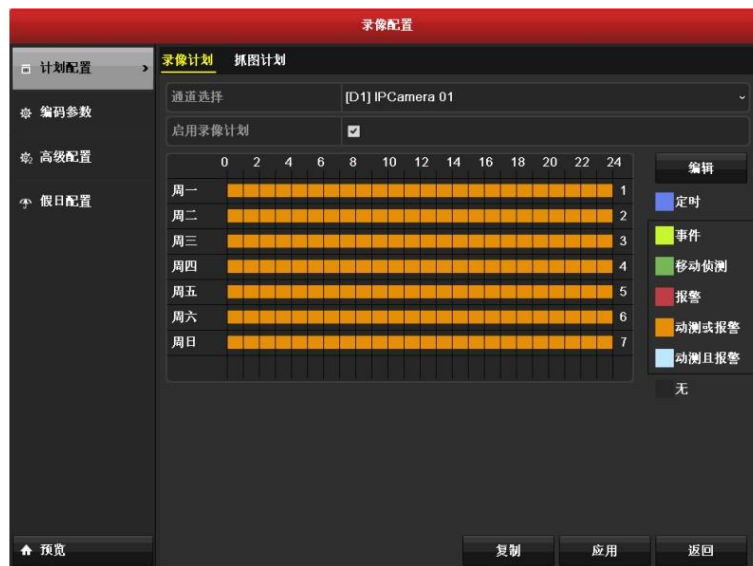 录像配置
计划配置 >
编码参数
高级配置
假日配置
预览
录像计划 抓图计划
通道选择 [D1] IPCamera 01
启用录像计划
0 2 4 6 8 10 12 14 16 18 20 22 24
周一 1
周二 2
周三 3
周四 4
周五 5
周六 6
周日 7
编辑
定时
事件
移动侦测
报警
动测或报警
动测且报警
无
复制 应用 返回